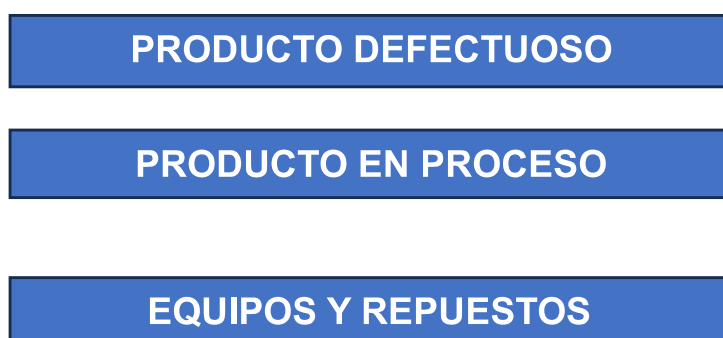 PRODUCTO DEFECTUOSO
PRODUCTO EN PROCESO
EQUIPOS Y REPUESTOS